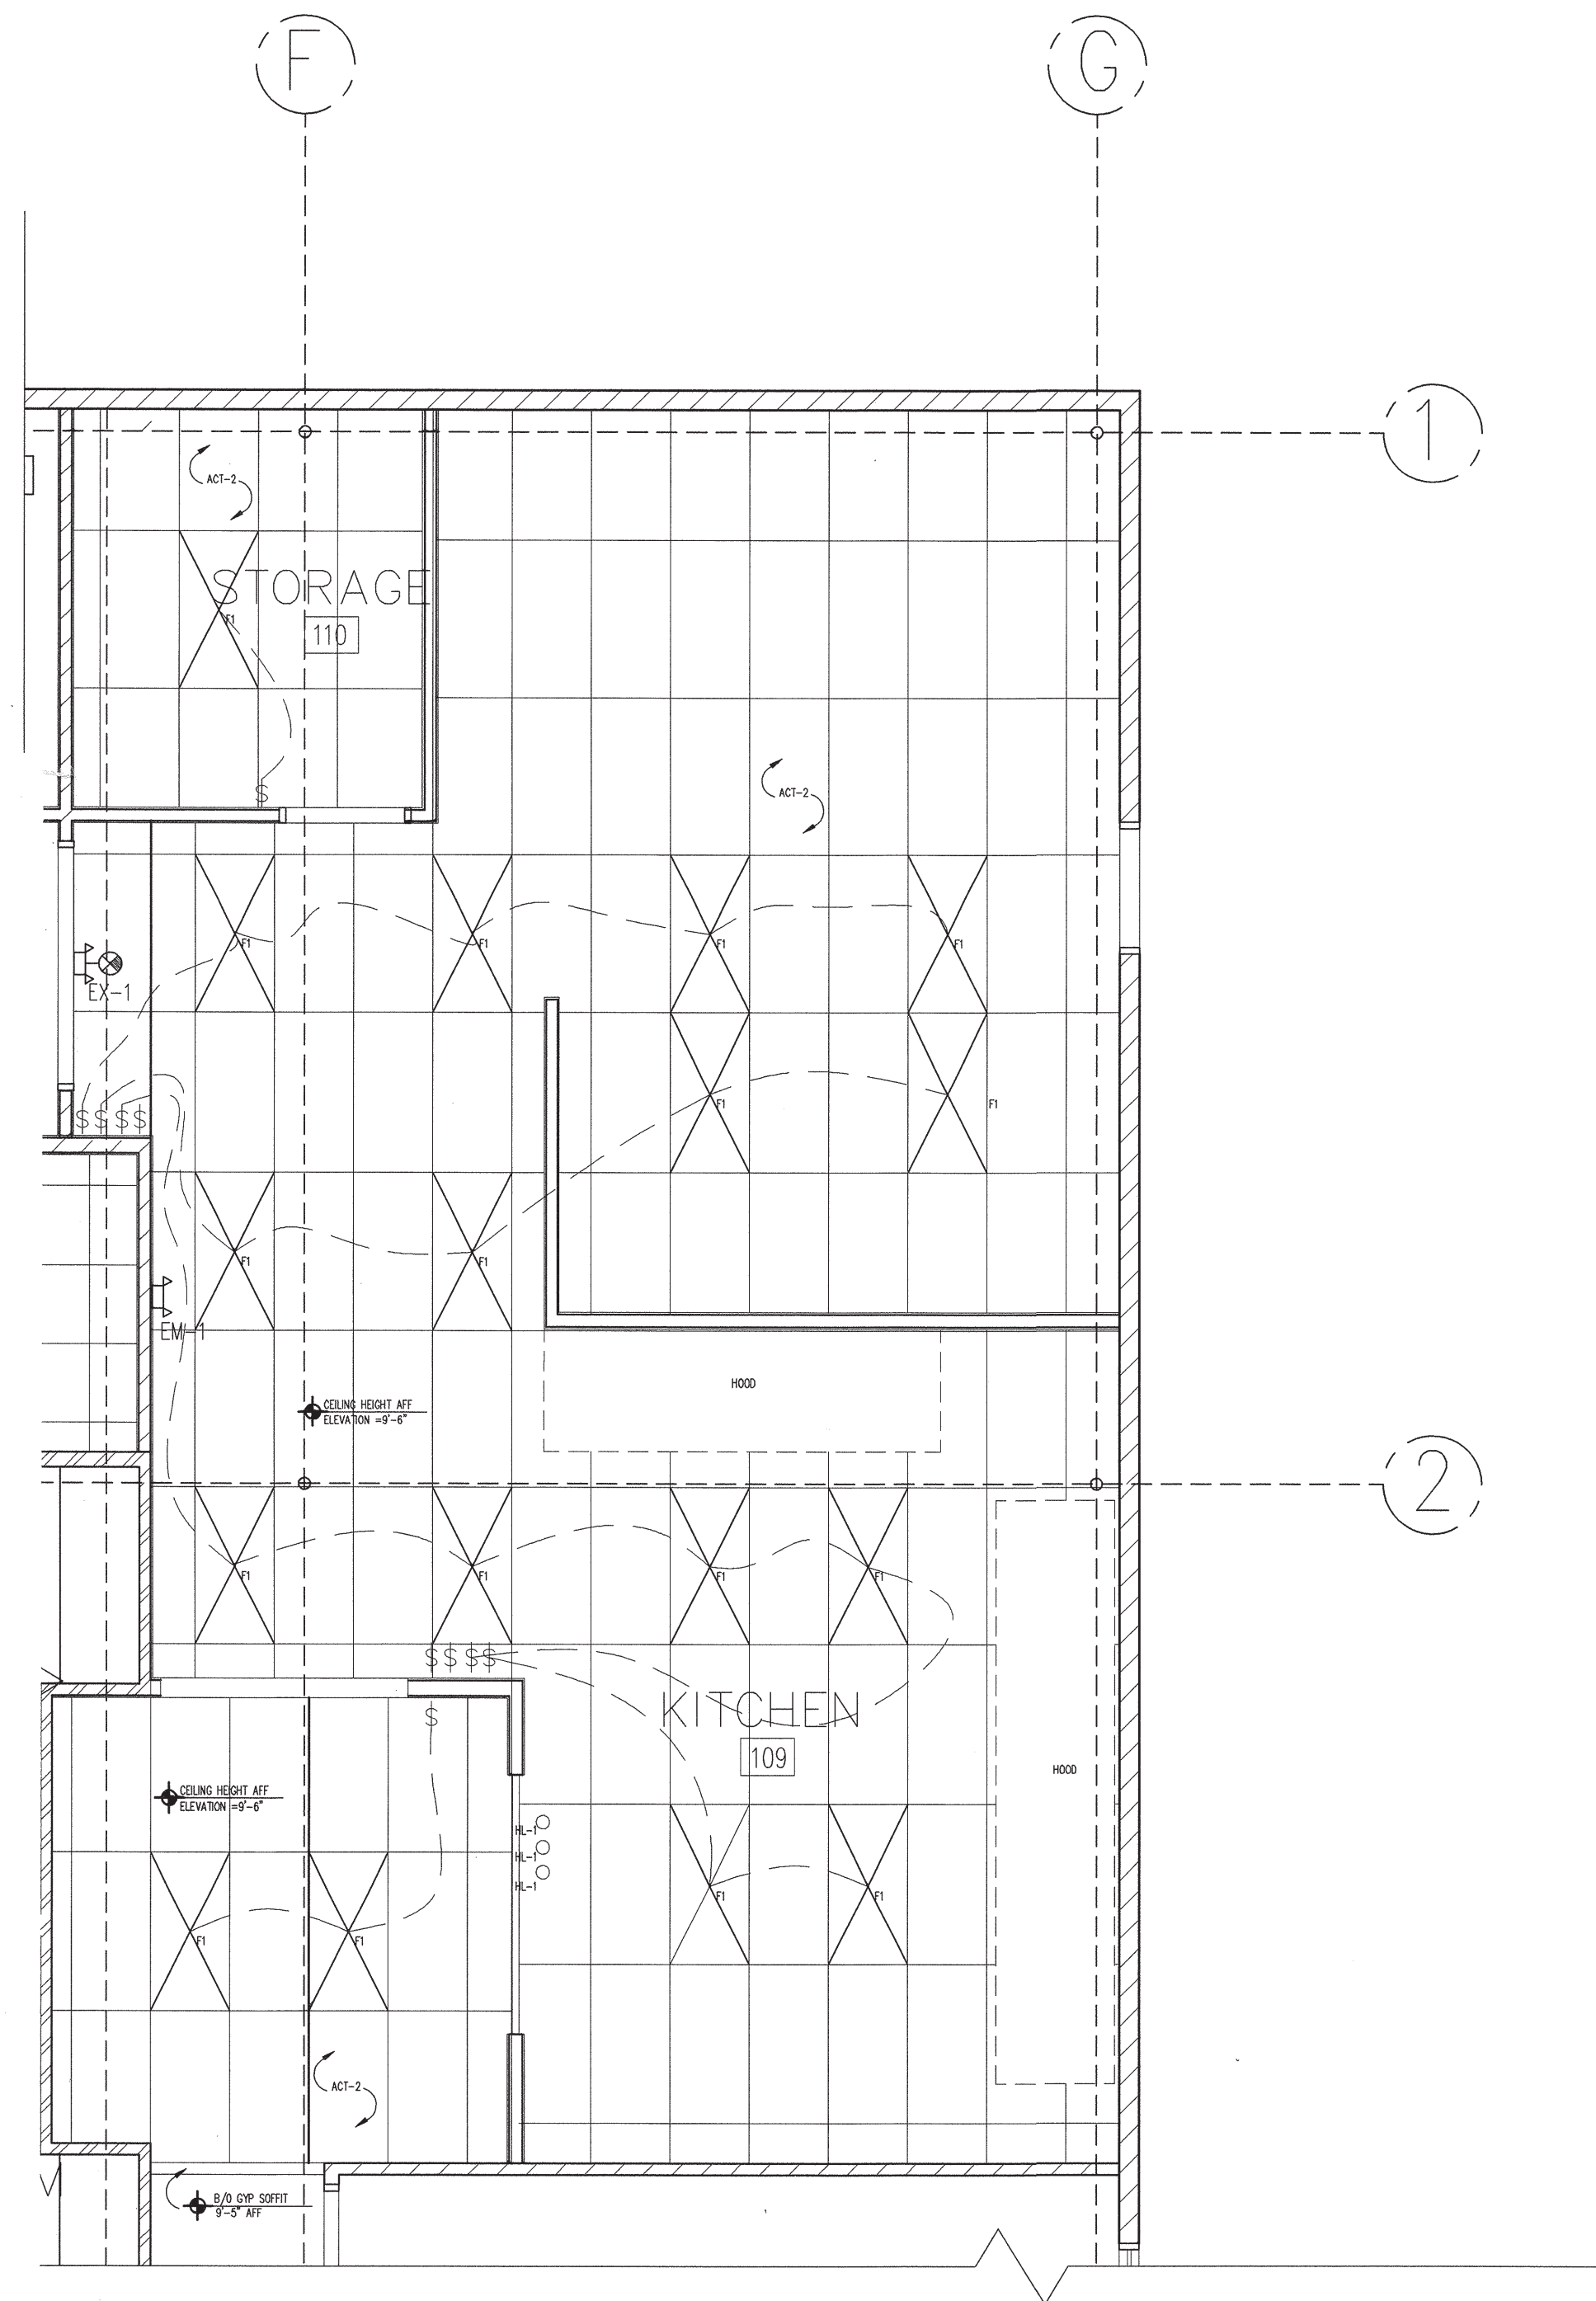 F
G
1
ACT-2
STORAGE
F1
110
ACT-2
$
F1
F1
F1
F1
EX-1
F1
F1
$ $ $ $
F1
F1
EM-1
HOOD
CEILING HEIGHT AFF
ELEVATION =9'-6"
2
F1
F1
F1
F1
$ $ $ $
KITCHEN
$
109
HOOD
CEILING HEIGHT AFF
ELEVATION =9'-6"
HL-1
HL-1
HL-1
F1
F1
F1
F1
ACT-2
B/O GYP SOFFIT
9'-5" AFF